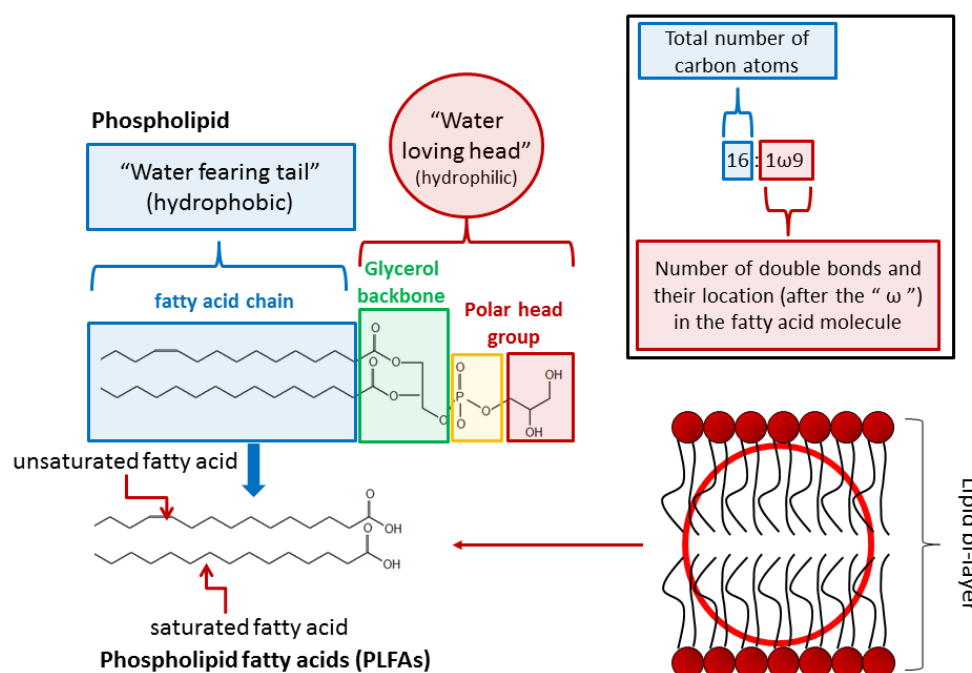 Phospholipid
“Water fearing tail”
(hydrophobic)
“Water
loving head”
(hydrophilic)
Total number of
carbon atoms
16:1ω9
Number of double bonds and
their location (after the “ ω ”)
in the fatty acid molecule
fatty acid chain
Glycerol
backbone
Polar head
group
O
O
O
O
O
P
O
O
O
OH
OH
unsaturated fatty acid
O
OH
O
OH
saturated fatty acid
Phospholipid fatty acids (PLFAs)
Lipid bi-layer